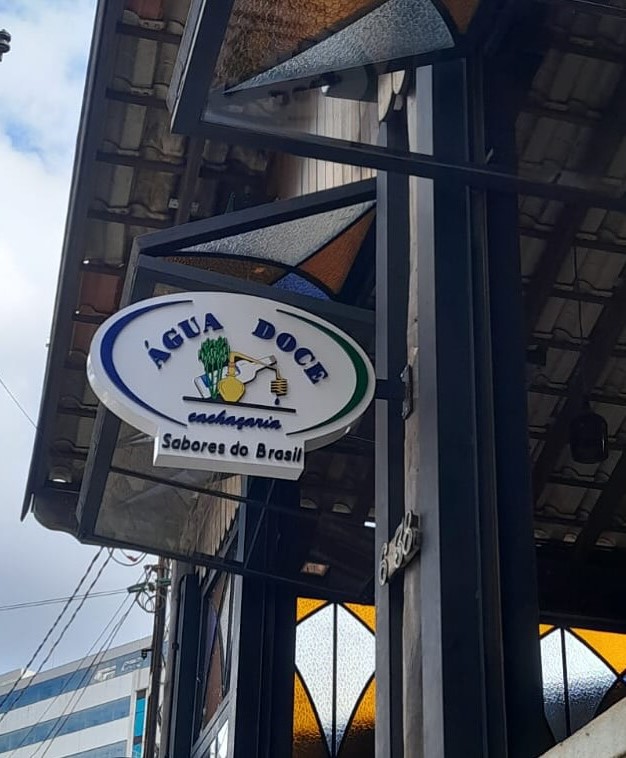 ÁGUA DOCE
cachaçaria
Sabores do Brasil